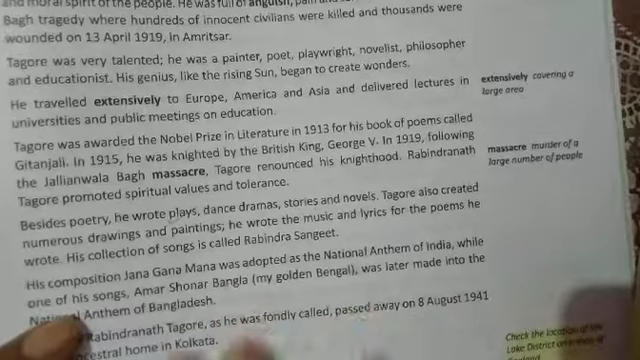 and moral spirit of the people. He was full of anguish, pain
Bagh tragedy where hundreds of innocent civilians were killed and thousands were
wounded on 13 April 1919, in Amritsar.
Tagore was very talented; he was a painter, poet, playwright, novelist, philosopher
and educationist. His genius, like the rising Sun, began to create wonders.
He travelled extensively to Europe, America and Asia and delivered lectures in
universities and public meetings on education.
extensively covering a
large area
Tagore was awarded the Nobel Prize in Literature in 1913 for his book of poems called
Gitanjali. In 1915, he was knighted by the British King, George V. In 1919, following
the Jallianwala Bagh massacre, Tagore renounced his knighthood. Rabindranath
Tagore promoted spiritual values and tolerance.
massacre murder of a
large number of people
Besides poetry, he wrote plays, dance dramas, stories and novels. Tagore also created
numerous drawings and paintings; he wrote the music and lyrics for the poems he
wrote. His collection of songs is called Rabindra Sangeet.
His composition Jana Gana Mana was adopted as the National Anthem of India, while
one of his songs, Amar Shonar Bangla (my golden Bengal), was later made into the
National Anthem of Bangladesh.
Rabindranath Tagore, as he was fondly called, passed away on 8 August 1941
ancestral home in Kolkata.
Check the location of
Lake District